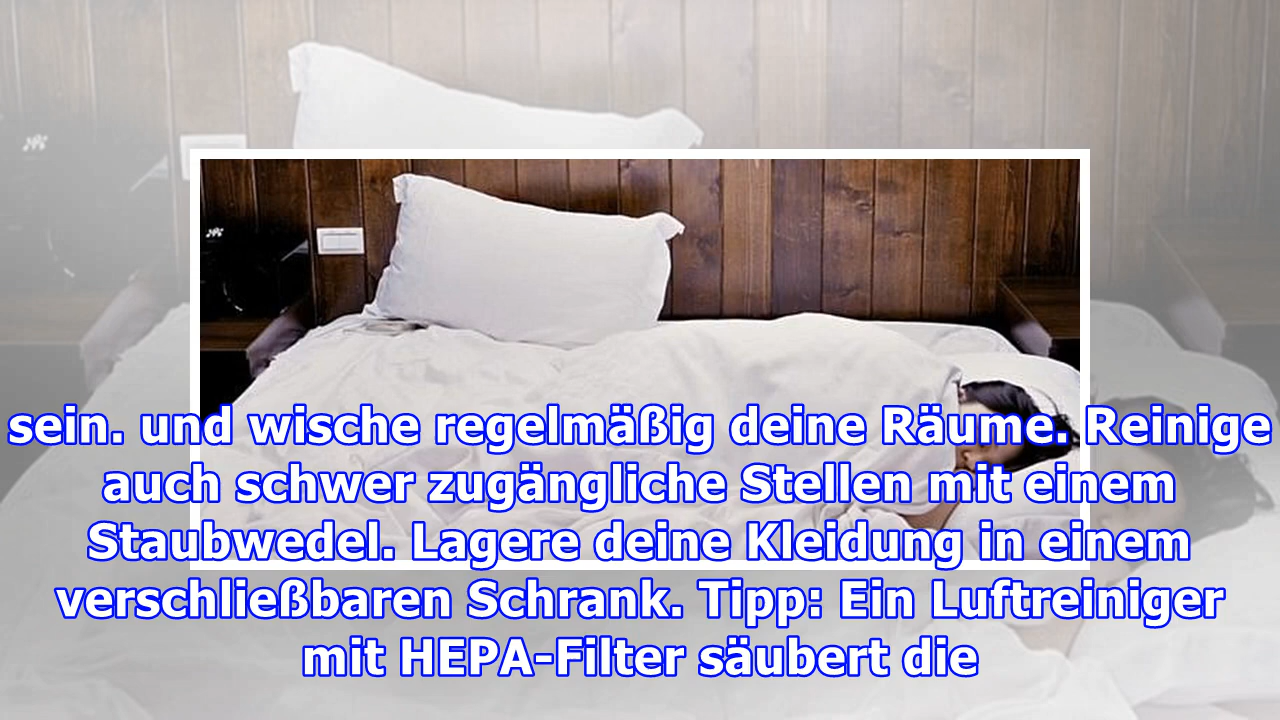 sein. und wische regelmäßig deine Räume. Reinige
auch schwer zugängliche Stellen mit einem
Staubwedel. Lagere deine Kleidung in einem
verschließbaren Schrank. Tipp: Ein Luftreiniger
mit HEPA-Filter säubert die